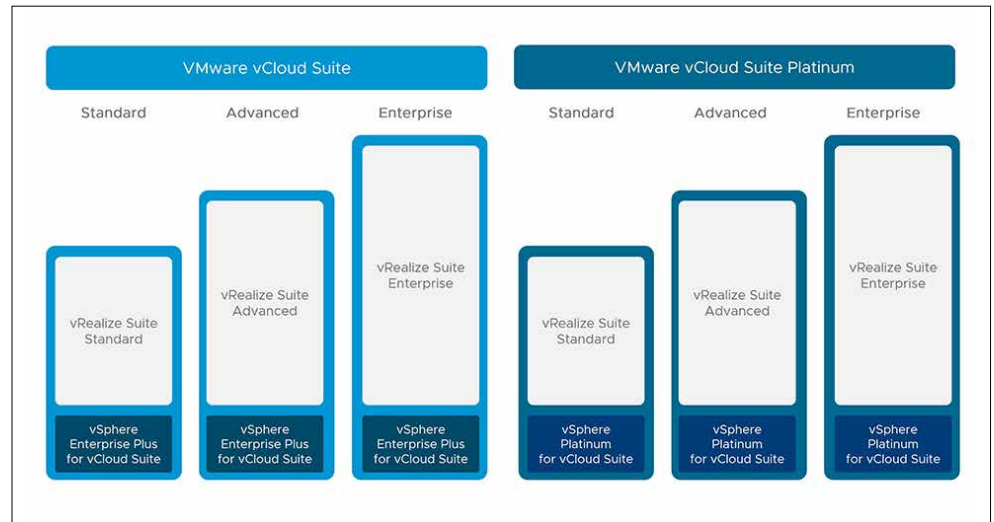 VMware vCloud Suite
Standard
Advanced
Enterprise
vRealize Suite
Standard
vSphere
Enterprise Plus
for vCloud Suite
vRealize Suite
Advanced
vSphere
Enterprise Plus
for vCloud Suite
vRealize Suite
Enterprise
vSphere
Enterprise Plus
for vCloud Suite
VMware vCloud Suite Platinum
Standard
Advanced
Enterprise
vRealize Suite
Standard
vSphere
Platinum
for vCloud Suite
vRealize Suite
Advanced
vSphere
Platinum
for vCloud Suite
vRealize Suite
Enterprise
vSphere
Platinum
for vCloud Suite